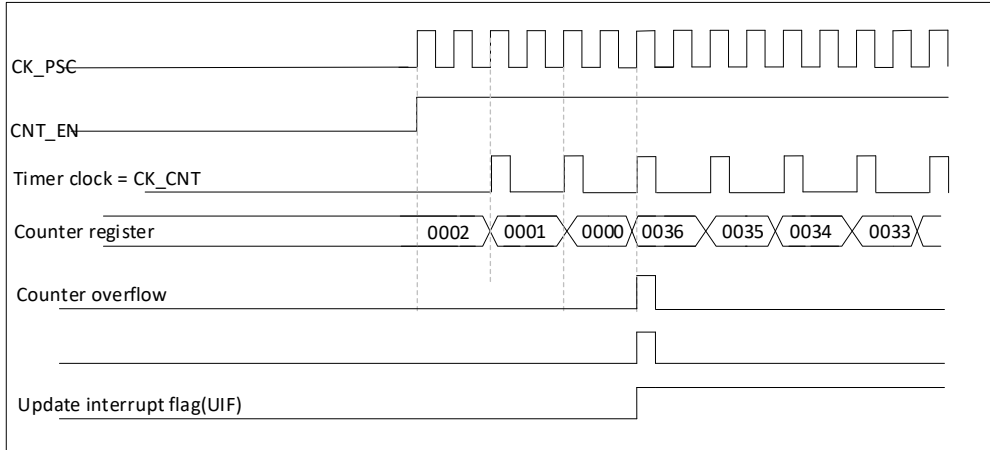 CK_PSC
CNT_EN
Timer clock = CK_CNT
Counter register 0002 0001 0000 0036 0035 0034 0033
Counter overflow
Update interrupt flag(UIF)